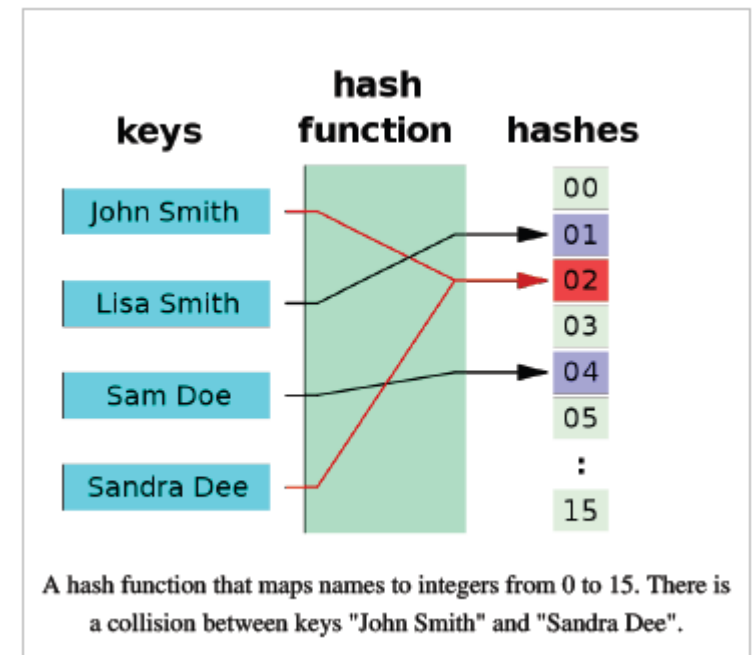 keys
hash
function
hashes
John Smith
Lisa Smith
Sam Doe
Sandra Dee
00
01
02
03
04
05
:
15
A hash function that maps names to integers from 0 to 15. There is
a collision between keys "John Smith" and "Sandra Dee".